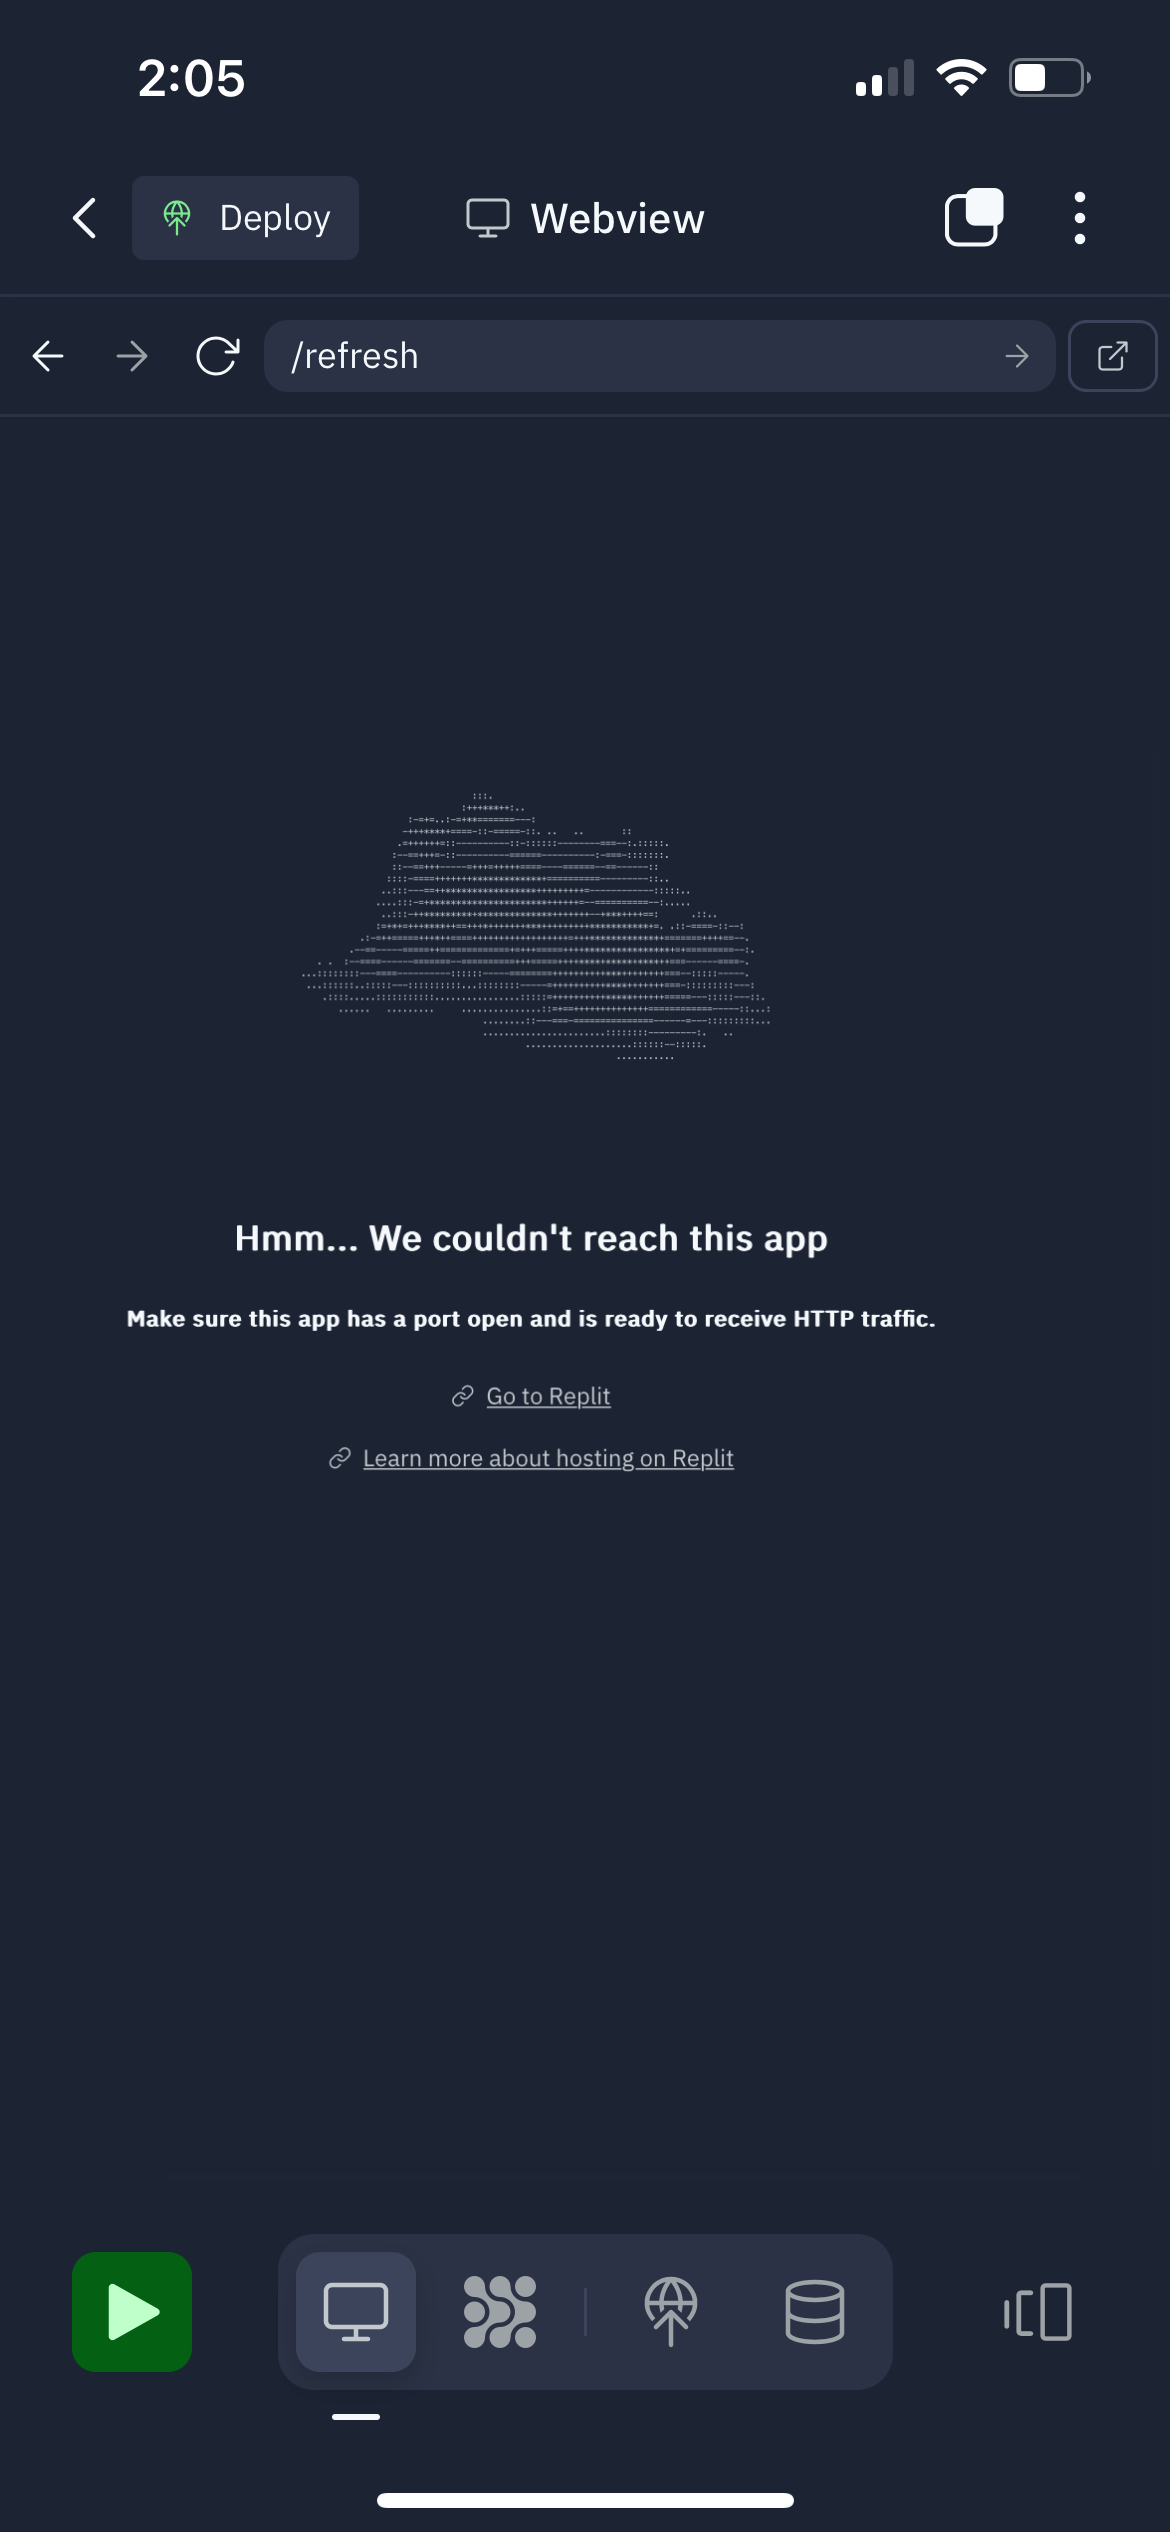 2:05
Deploy
Webview
/refresh
Hmm... We couldn't reach this app
Make sure this app has a port open and is ready to receive HTTP traffic.
Go to Replit
Learn more about hosting on Replit